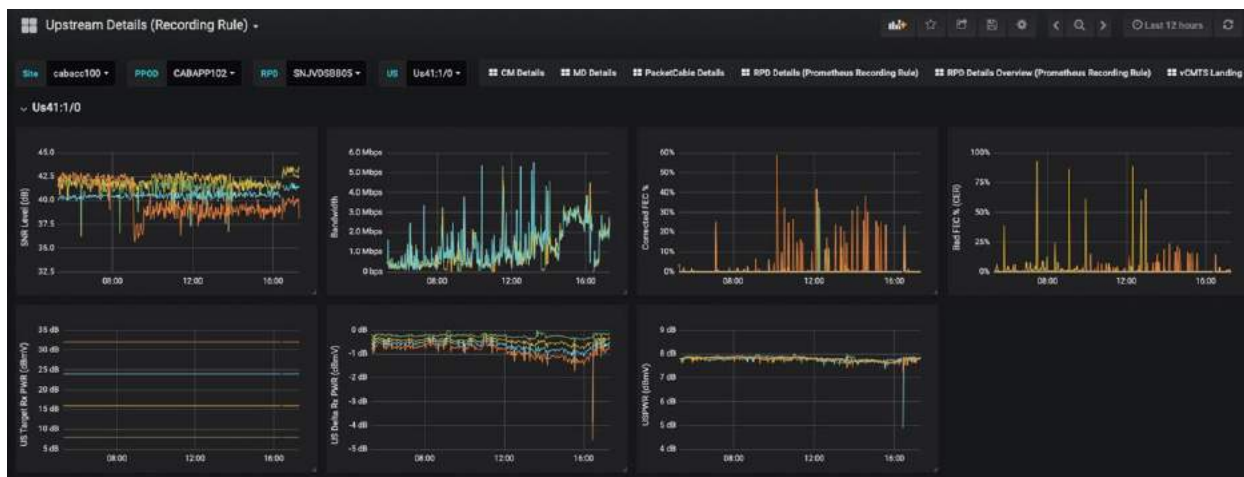 Upstream Details (Recording Rule)
Last 12 hours
Site cabacc100 PPOD CABAPP102 RPD SNJVDSBB05 US Us41:1/0 CM Details MD Details PacketCable Details RPD Details (Prometheus Recording Rule) RPD Details Overview (Prometheus Recording Rule) vCMTS Landing
Us41:1/0
SNR Level (dB)
45.0
42.5
40.0
37.5
35.0
32.5
08:00 12:00 16:00
Bandwidth
6.0 Mbps
5.0 Mbps
4.0 Mbps
3.0 Mbps
2.0 Mbps
1.0 Mbps
0 bps
08:00 12:00 16:00
Corrected FEC %
60%
50%
40%
30%
20%
10%
0%
08:00 12:00 16:00
Bad FEC % (CER)
100%
75%
50%
25%
0%
08:00 12:00 16:00
US Target Rx PWR (dBmV)
35 dB
30 dB
25 dB
20 dB
15 dB
10 dB
5 dB
08:00 12:00 16:00
US Delta Rx PWR (dBmV)
0 dB
-1 dB
-2 dB
-3 dB
-4 dB
-5 dB
08:00 12:00 16:00
USPWR (dBmV)
9 dB
8 dB
7 dB
6 dB
5 dB
4 dB
08:00 12:00 16:00